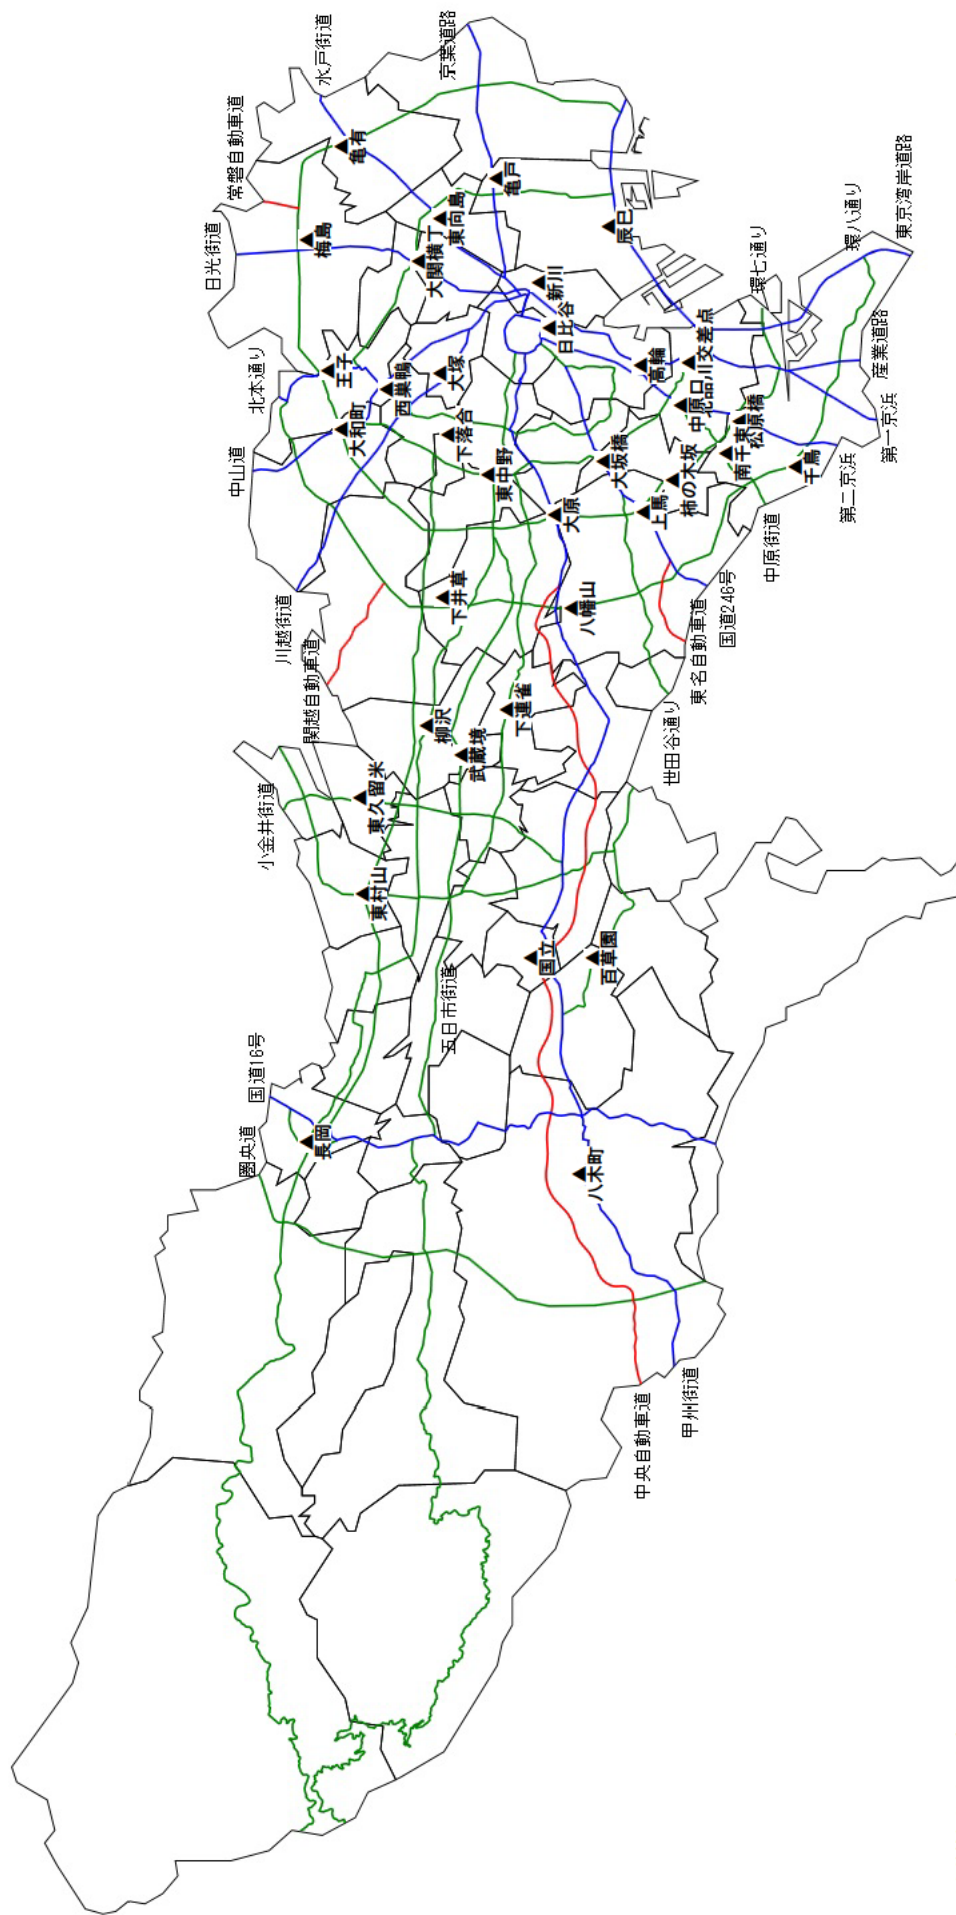 水戸街道
京葉道路
常磐自動車道
日光街道
北本通り
中山道
川越街道
関越自動車道
小金井街道
国道16号
圏央道
五日市街道
中央自動車道
甲州街道
世田谷通り
東名自動車道
国道246号
中原街道
第二京浜
第一京浜
産業道路
環七通り
環八通り
東京湾岸道路
亀有
梅島
亀戸
東向島
大関横丁
辰巳
新川
日比谷
王子
西巣鴨
大塚
大和町
下落合
東中野
高輪
北品川交差点
中原口
東松原橋
南千束
千鳥
大坂橋
柿の木坂
上馬
大原
八幡山
下井草
下連雀
柳沢
武蔵境
東久留米
東村山
国立
百草園
長岡
八木町